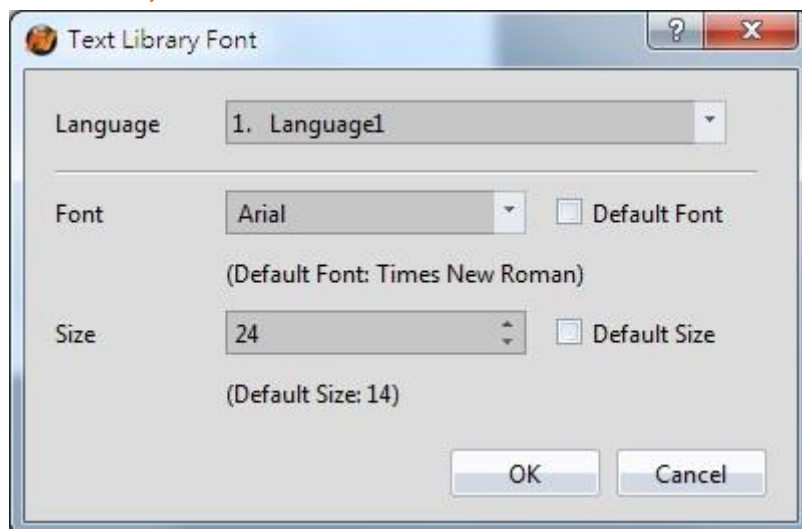 Text Library Font
Language 1. Language1
Font Arial Default Font
(Default Font: Times New Roman)
Size 24 Default Size
(Default Size: 14)
OK Cancel